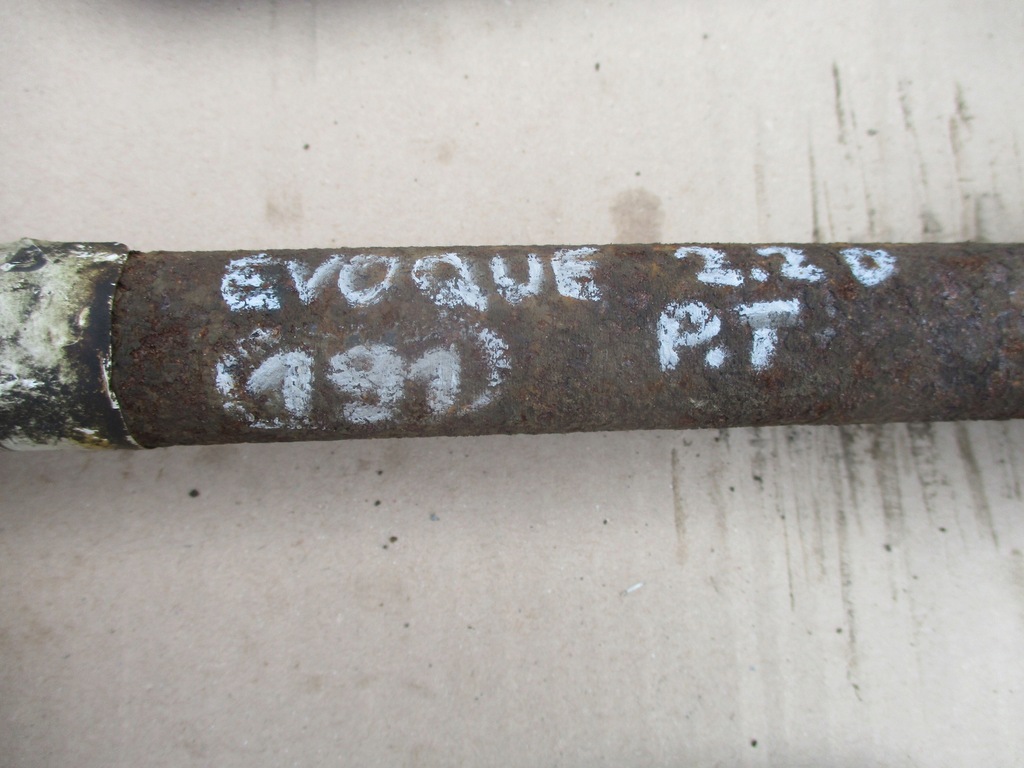 EVOQUE 2.2D
(191) P.T